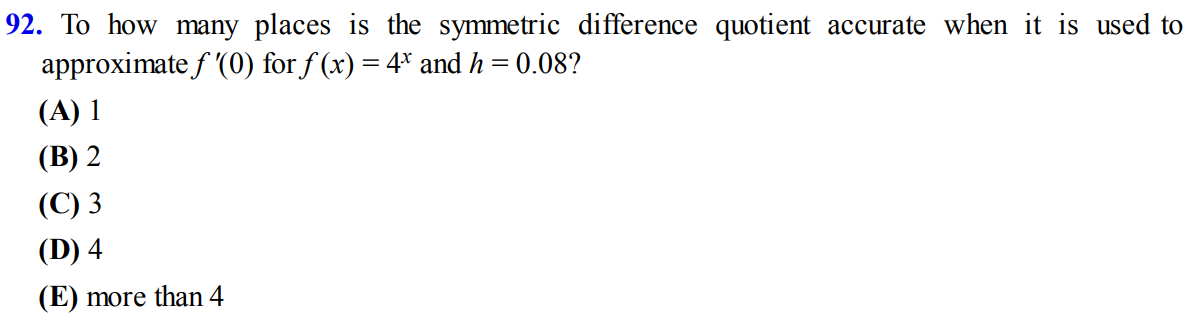 92. To how many places is the symmetric difference quotient accurate when it is used to
approximate f ′(0) for f (x) = 4ˣ and h = 0.08?
(A) 1
(B) 2
(C) 3
(D) 4
(E) more than 4